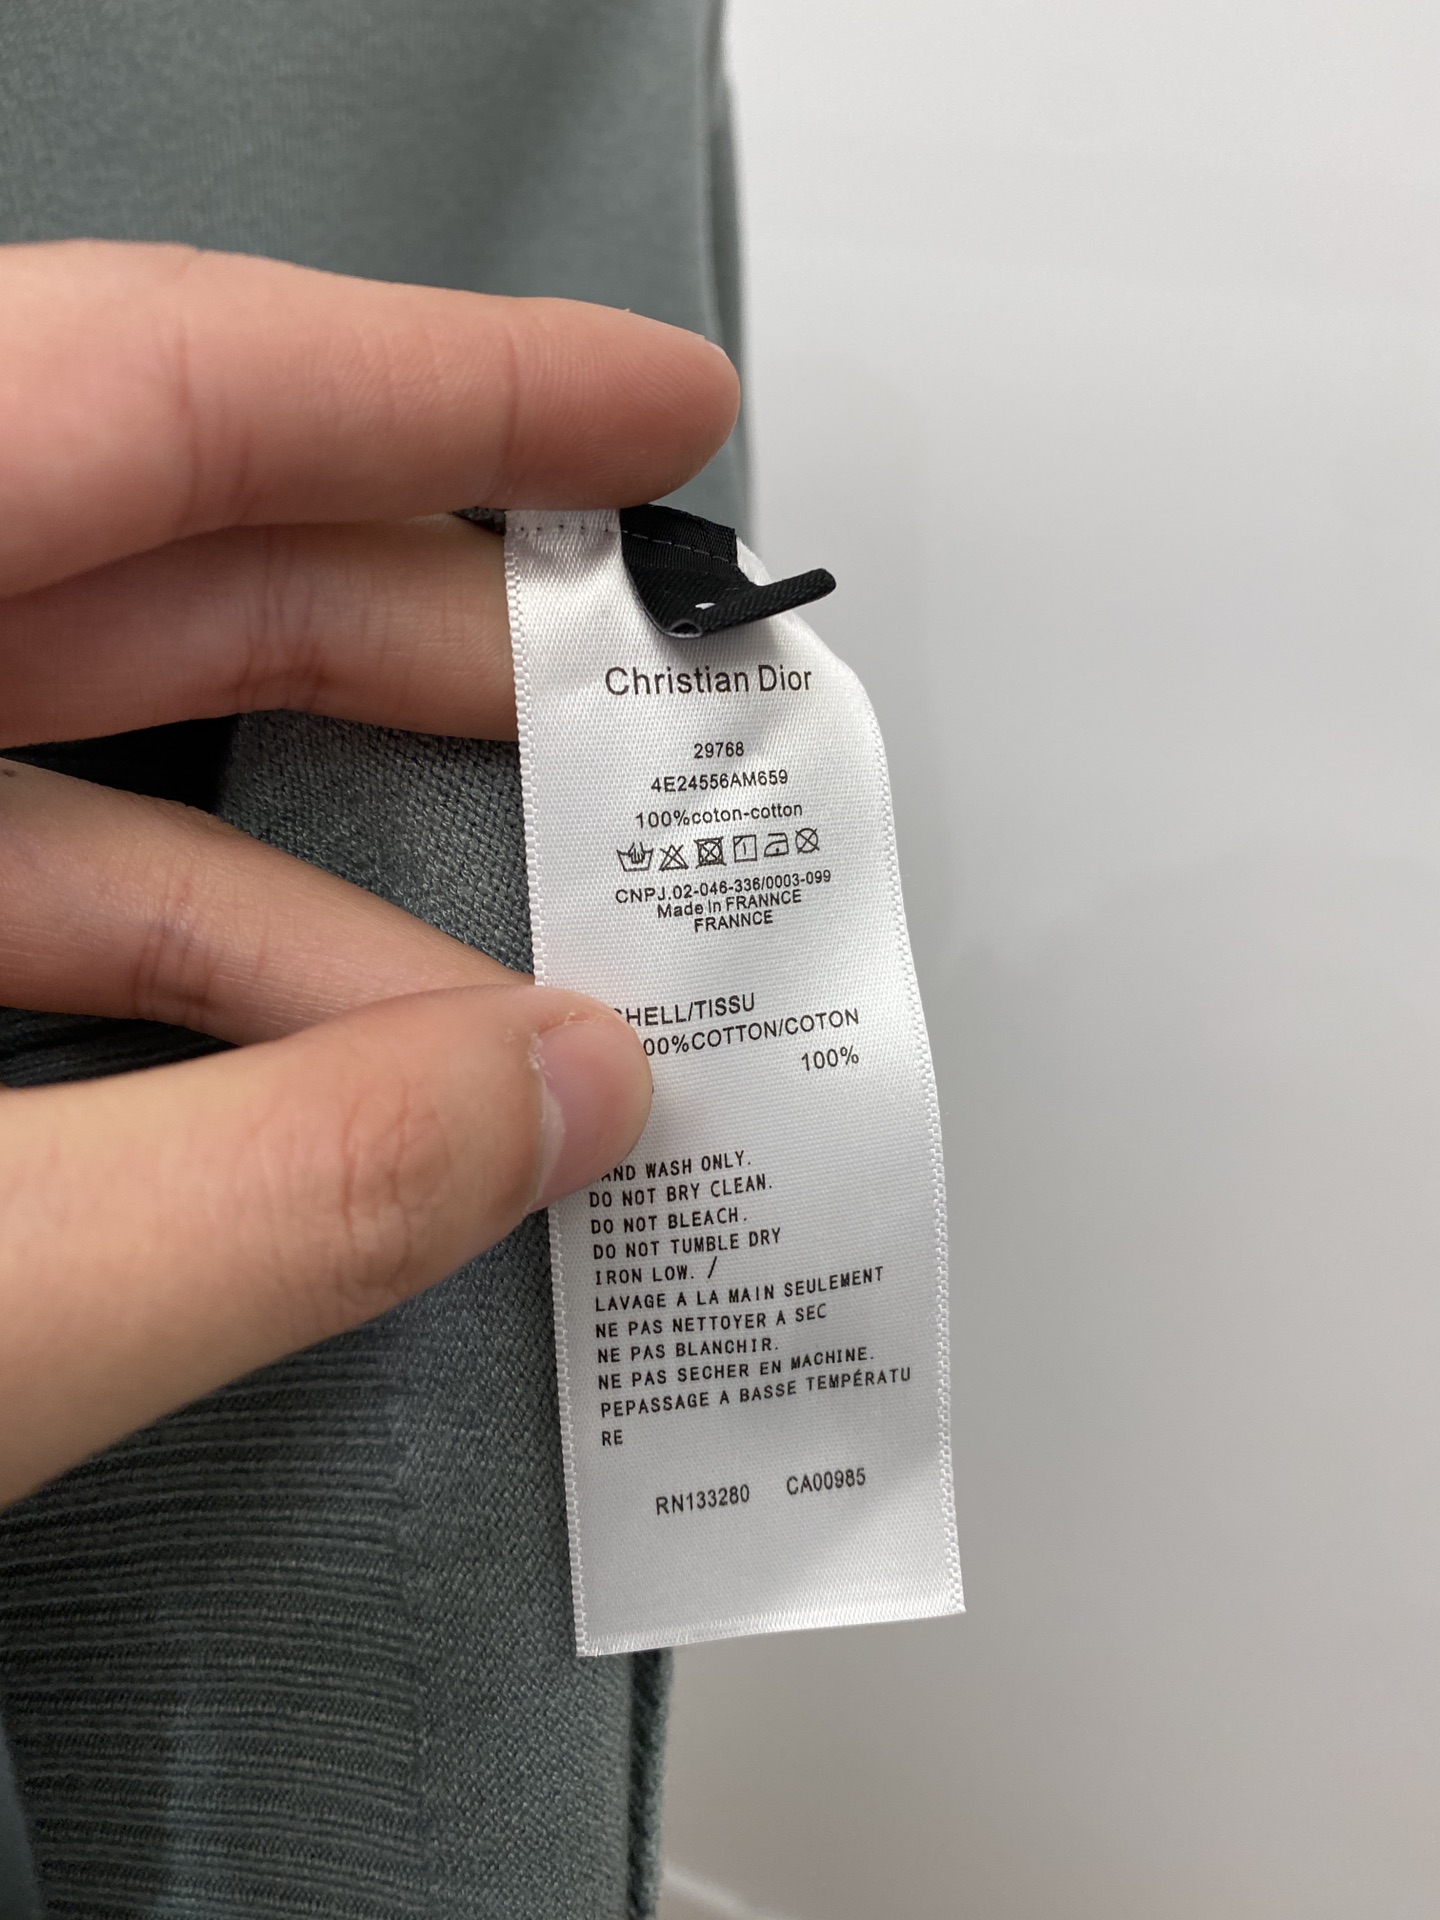 Christian Dior
29768
4E24556AM659
100%coton-cotton
CNPJ.02-046-336/0003-099
Made In FRANNCE
FRANNCE
HELL/TISSU
00%COTTON/COTON
100%
ND WASH ONLY.
DO NOT BRY CLEAN.
DO NOT BLEACH.
DO NOT TUMBLE DRY
IRON LOW. /
LAVAGE A LA MAIN SEULEMENT
NE PAS NETTOYER A SEC
NE PAS BLANCHIR.
NE PAS SECHER EN MACHINE.
PEPASSAGE A BASSE TEMPÉRATU
RE
RN133280 CA00985